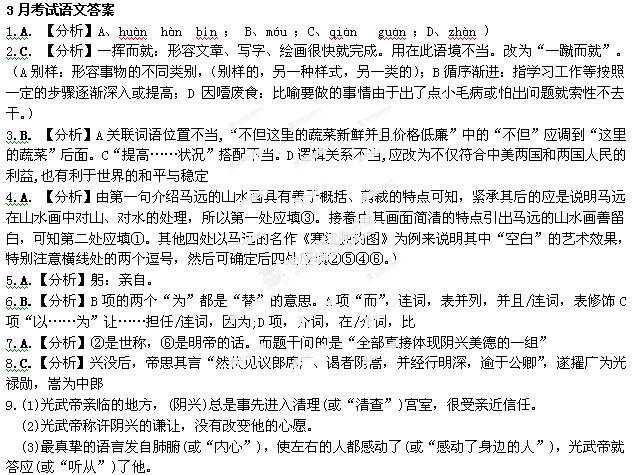 3月考试语文答案
1.A. 【分析】A、huàn hàn bin ; B、móu ; C、qián quán ; D、zhàn )
2.C. 【分析】一挥而就：形容文章、写字、绘画很快就完成。用在此语境不当。改为“一蹴而就”。
（A别样：形容事物的不同类别，（别样的，另一种样式，另一类的）；B循序渐进：指学习工作等按照
一定的步骤逐渐深入或提高；D 因噎废食：比喻要做的事情由于出了点小毛病或怕出问题就索性不去
干。）
3.B. 【分析】A关联词语位置不当,“不但这里的蔬菜新鲜并且价格低廉”中的“不但”应调到“这里
的蔬菜”后面。C“提高……状况”搭配不当。D逻辑关系不当,应改为不仅符合中美两国和两国人民的
利益,也有利于世界的和平与稳定
4.A. 【分析】由第一句介绍马远的山水画具有善于概括、剪裁的特点可知，紧承其后的应是说明马远
在山水画中对山、对水的处理，所以第一处应填③。接着由其画面简清的特点引出马远的山水画善留
白，可知第二处应填①。其他四处以马远的名作《寒江独钓图》为例来说明其中“空白”的艺术效果，
特别注意横线处的两个逗号，然后可确定后四处应填②⑤④⑥。）
5.A. 【分析】躬：亲自。
6.B. 【分析】B项的两个“为”都是“替”的意思。A项“而”，连词，表并列，并且/连词，表修饰C
项“以……为”让……担任/连词，因为;D项，介词，在/介词，比
7.A. 【分析】②是世称，⑥是明帝的话。而题干问的是“全部直接体现阴兴美德的一组”
8.C. 【分析】兴没后，帝思其言“然伏见议郎席广、谒者阴嵩，并经行明深，逾于公卿”，遂擢广为光
禄勋，嵩为中郎
9.(1)光武帝亲临的地方，(阴兴)总是事先进入清理(或“清查”)宫室，很受亲近信任。
(2)光武帝称许阴兴的谦让，没有改变他的心愿。
(3)最真挚的语言发自肺腑(或“内心”)，使左右的人都感动了(或“感动了身边的人”)，光武帝就
答应(或“听从”)了他。